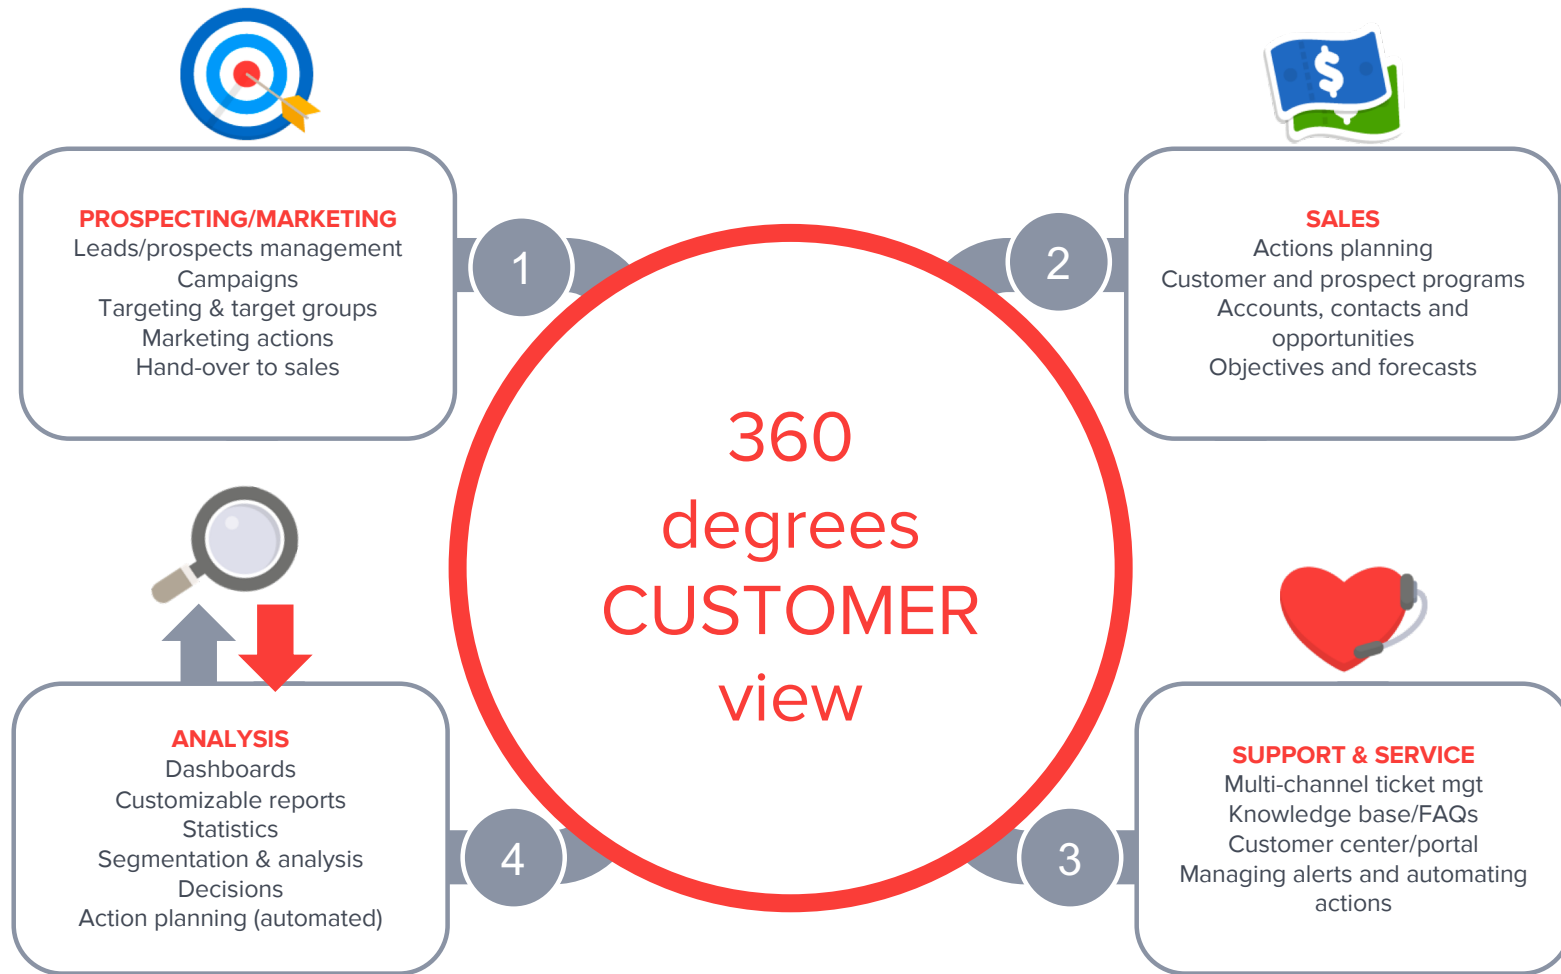 PROSPECTING/MARKETING
Leads/prospects management
Campaigns
Targeting & target groups
Marketing actions
Hand-over to sales
1
$
SALES
Actions planning
Customer and prospect programs
Accounts, contacts and
opportunities
Objectives and forecasts
2
360
degrees
CUSTOMER
view
SUPPORT & SERVICE
Multi-channel ticket mgt
Knowledge base/FAQs
Customer center/portal
Managing alerts and automating
actions
3
ANALYSIS
Dashboards
Customizable reports
Statistics
Segmentation & analysis
Decisions
Action planning (automated)
4